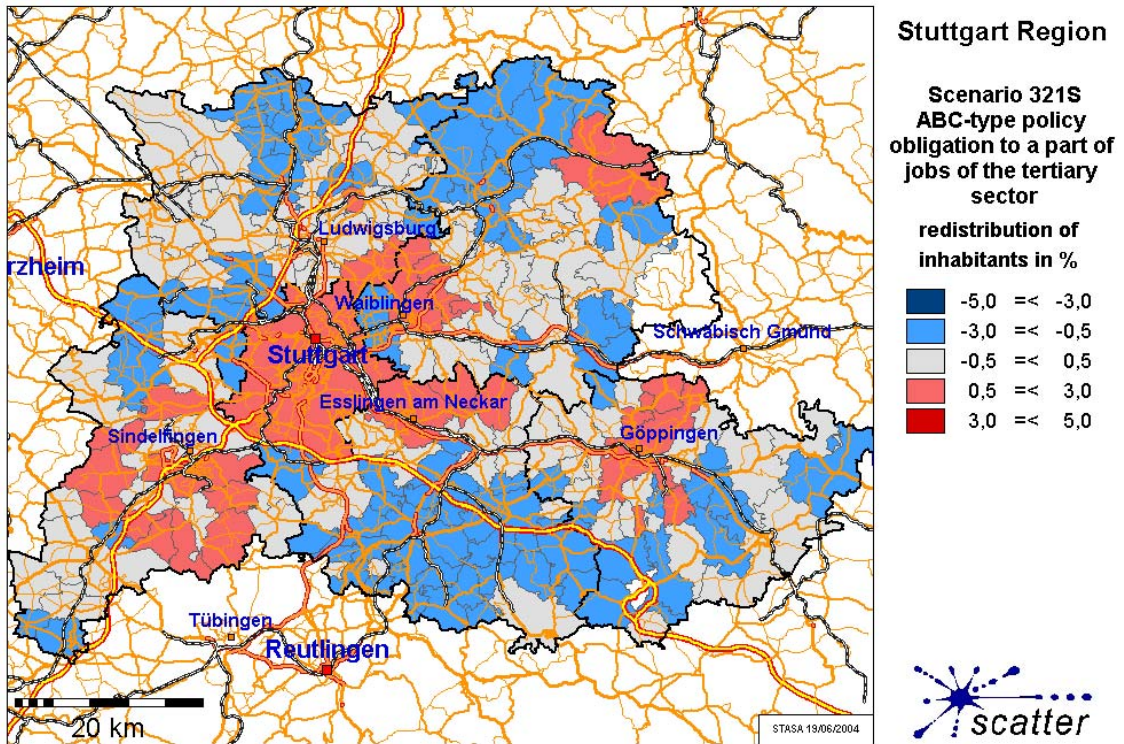 Stuttgart Region
Scenario 321S
ABC-type policy
obligation to a part of
jobs of the tertiary
sector
redistribution of
inhabitants in %
-5,0 =< -3,0
-3,0 =< -0,5
-0,5 =< 0,5
0,5 =< 3,0
3,0 =< 5,0
Ludwigsburg
rzheim
Waiblingen
Schwäbisch Gmünd
Stuttgart
Esslingen am Neckar
Sindelfingen
Göppingen
Tübingen
Reutlingen
20 km
STASA 19/06/2004
scatter